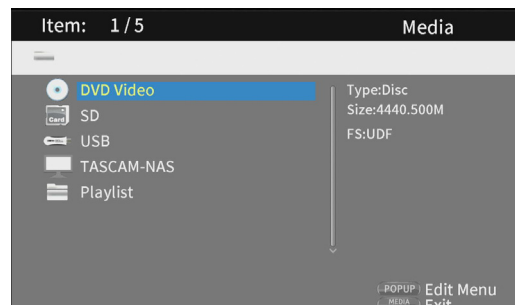 Item: 1/5 Media
DVD Video
Card SD
USB
TASCAM-NAS
Playlist
Type:Disc
Size:4440.500M
FS:UDF
POPUP Edit Menu
MEDIA Exit